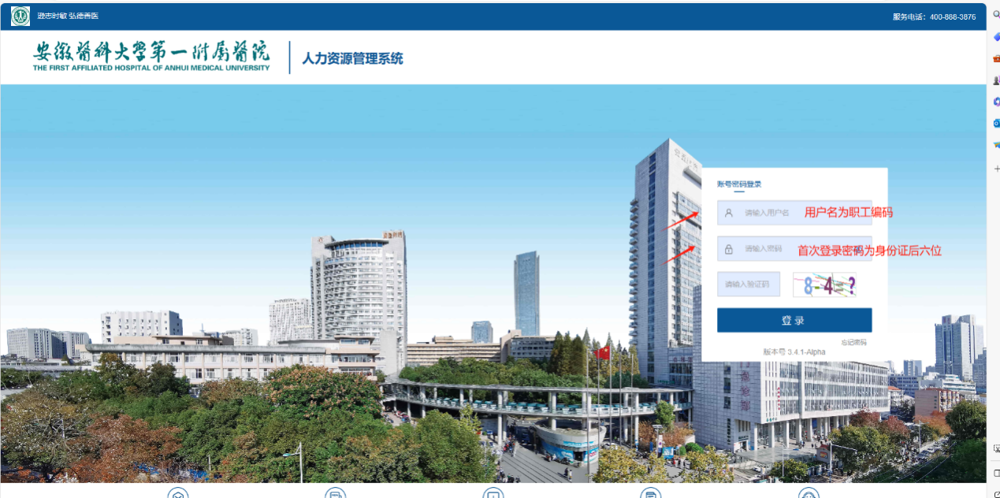 逊志时敏 弘德善医
服务电话：400-888-3876
安徽醫科大學第一附属醫院
THE FIRST AFFILIATED HOSPITAL OF ANHUI MEDICAL UNIVERSITY
人力资源管理系统
账号密码登录
请输入用户名
用户名为职工编码
请输入密码
首次登录密码为身份证后六位
请输入验证码
8-4=?
登 录
忘记密码
版本号 3.4.1-Alpha